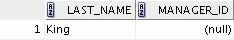 LAST_NAME MANAGER_ID
1 King (null)